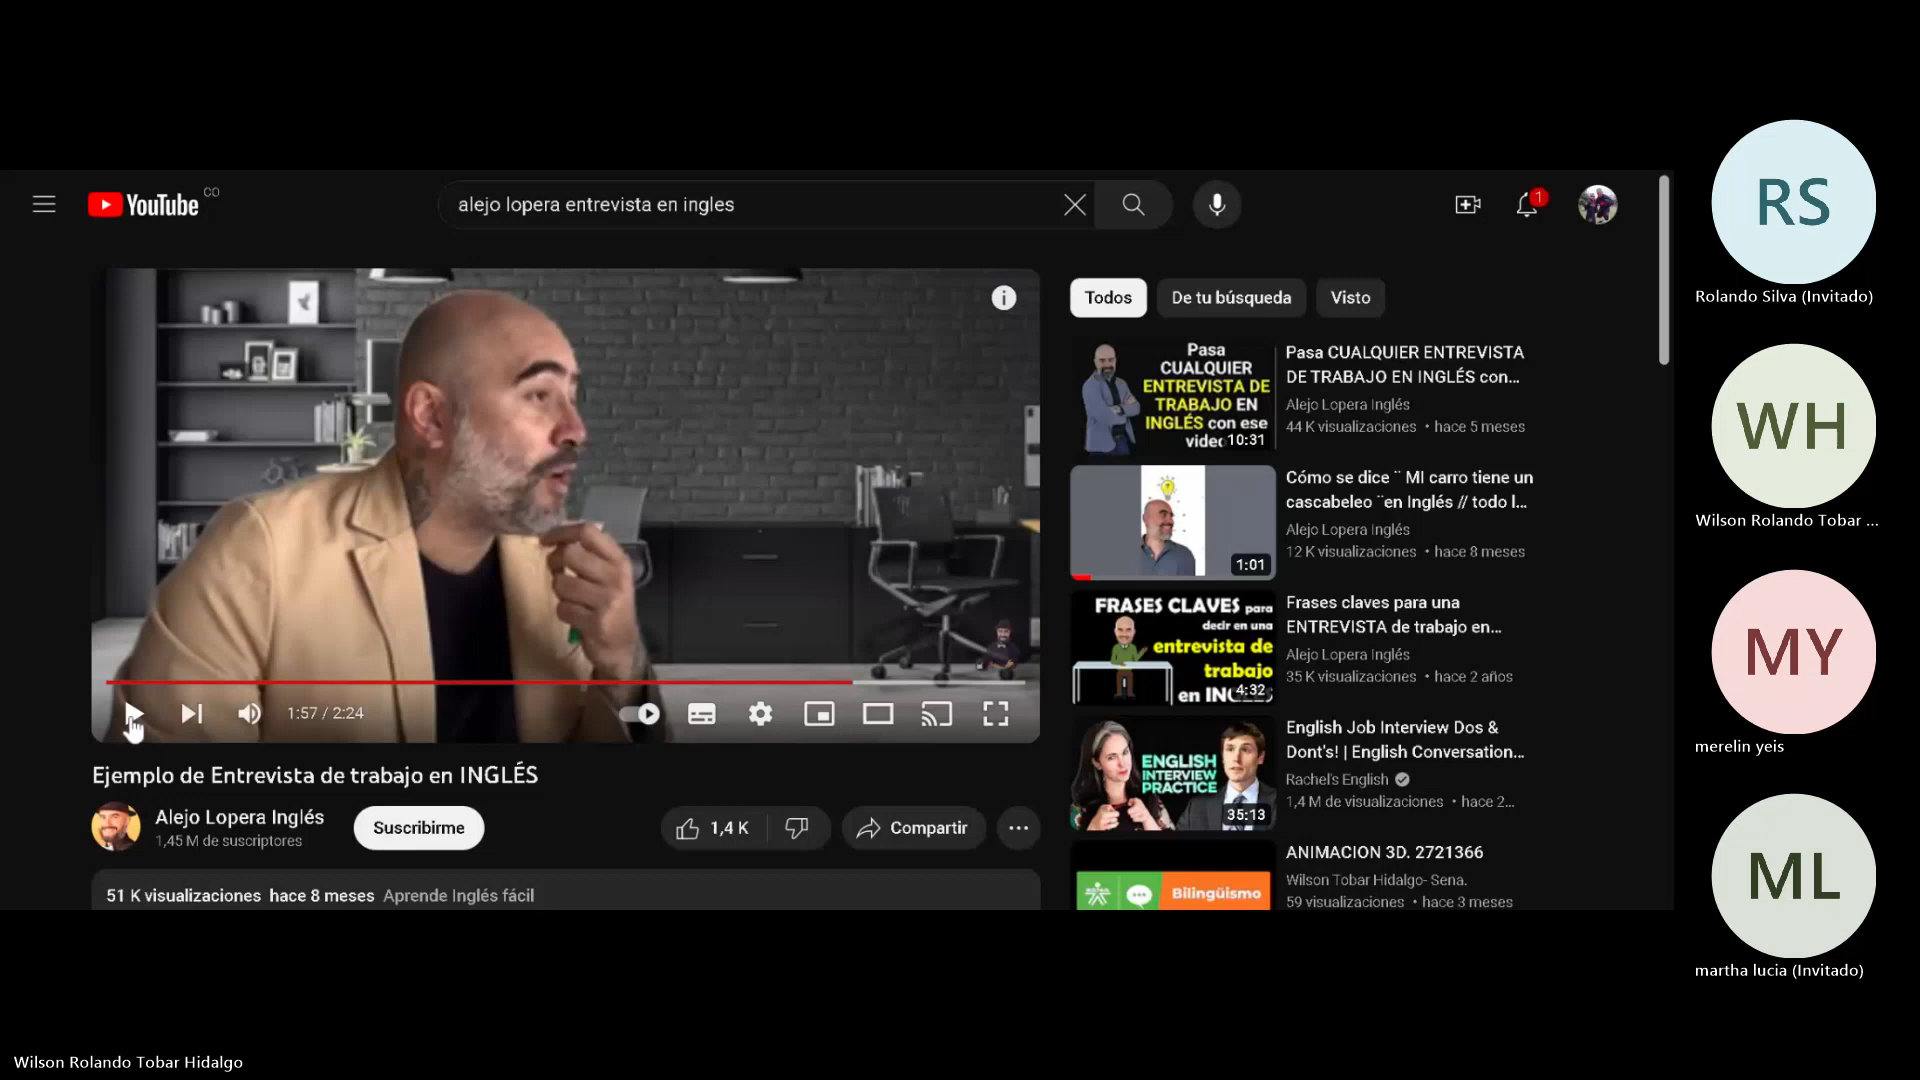 YouTube CO
alejo lopera entrevista en ingles
1
1:57 / 2:24
Ejemplo de Entrevista de trabajo en INGLÉS
Alejo Lopera Inglés
1,45 M de suscriptores
Suscribirme
1,4 K
Compartir
51 K visualizaciones hace 8 meses Aprende Inglés fácil
Todos
De tu búsqueda
Visto
Pasa
CUALQUIER
ENTREVISTA DE
TRABAJO EN
INGLÉS con ese
video
10:31
Pasa CUALQUIER ENTREVISTA
DE TRABAJO EN INGLÉS con...
Alejo Lopera Inglés
44 K visualizaciones • hace 5 meses
1:01
Cómo se dice ¨ MI carro tiene un
cascabeleo ¨en Inglés // todo l...
Alejo Lopera Inglés
12 K visualizaciones • hace 8 meses
FRASES CLAVES para
decir en una
entrevista de
trabajo
en
4:32
Frases claves para una
ENTREVISTA de trabajo en...
Alejo Lopera Inglés
35 K visualizaciones • hace 2 años
ENGLISH
INTERVIEW
PRACTICE
35:13
English Job Interview Dos &
Dont's! | English Conversation...
Rachel's English
1,4 M de visualizaciones • hace 2...
Bilingüismo
ANIMACION 3D. 2721366
Wilson Tobar Hidalgo- Sena.
59 visualizaciones • hace 3 meses
RS
Rolando Silva (Invitado)
WH
Wilson Rolando Tobar ...
MY
merelin yeis
ML
martha lucia (Invitado)
Wilson Rolando Tobar Hidalgo